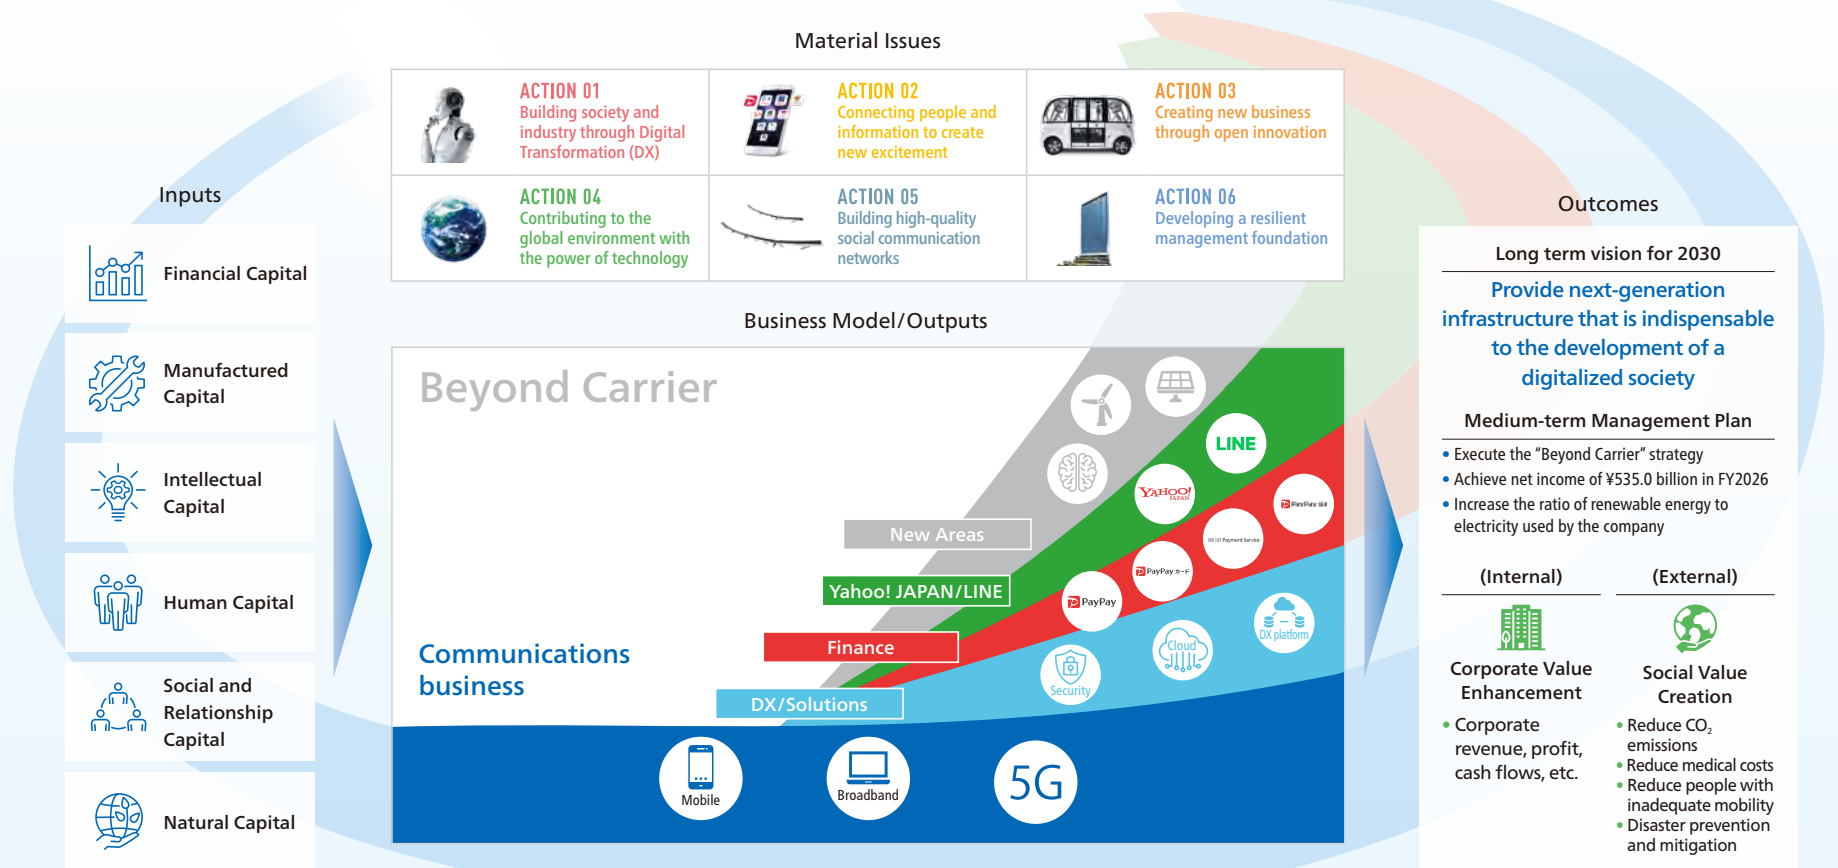 Material Issues
ACTION 01
Building society and
industry through Digital
Transformation (DX)
ACTION 02
Connecting people and
information to create
new excitement
ACTION 03
Creating new business
through open innovation
ACTION 04
Contributing to the
global environment with
the power of technology
ACTION 05
Building high-quality
social communication
networks
ACTION 06
Developing a resilient
management foundation
Inputs
Financial Capital
Manufactured
Capital
Intellectual
Capital
Human Capital
Social and
Relationship
Capital
Natural Capital
Business Model/Outputs
Beyond Carrier
LINE
YAHOO!
JAPAN
PayPay
New Areas
SB Payment Service
PayPay カード
Yahoo! JAPAN/LINE
PayPay
Finance
DX platform
Cloud
Communications
business
Security
DX/Solutions
Mobile
Broadband
5G
Outcomes
Long term vision for 2030
Provide next-generation
infrastructure that is indispensable
to the development of a
digitalized society
Medium-term Management Plan
• Execute the “Beyond Carrier” strategy
• Achieve net income of ¥535.0 billion in FY2026
• Increase the ratio of renewable energy to
electricity used by the company
(Internal)
Corporate Value
Enhancement
• Corporate
revenue, profit,
cash flows, etc.
(External)
Social Value
Creation
• Reduce CO₂
emissions
• Reduce medical costs
• Reduce people with
inadequate mobility
• Disaster prevention
and mitigation